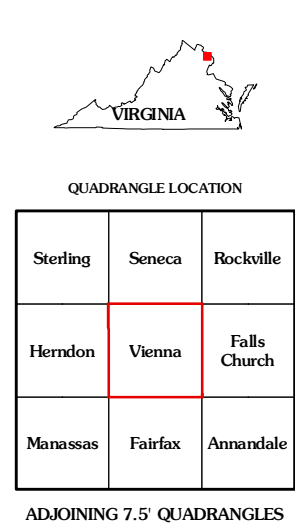 VIRGINIA
QUADRANGLE LOCATION
Sterling Seneca Rockville
Herndon Vienna Falls
Church
Manassas Fairfax Annandale
ADJOINING 7.5' QUADRANGLES